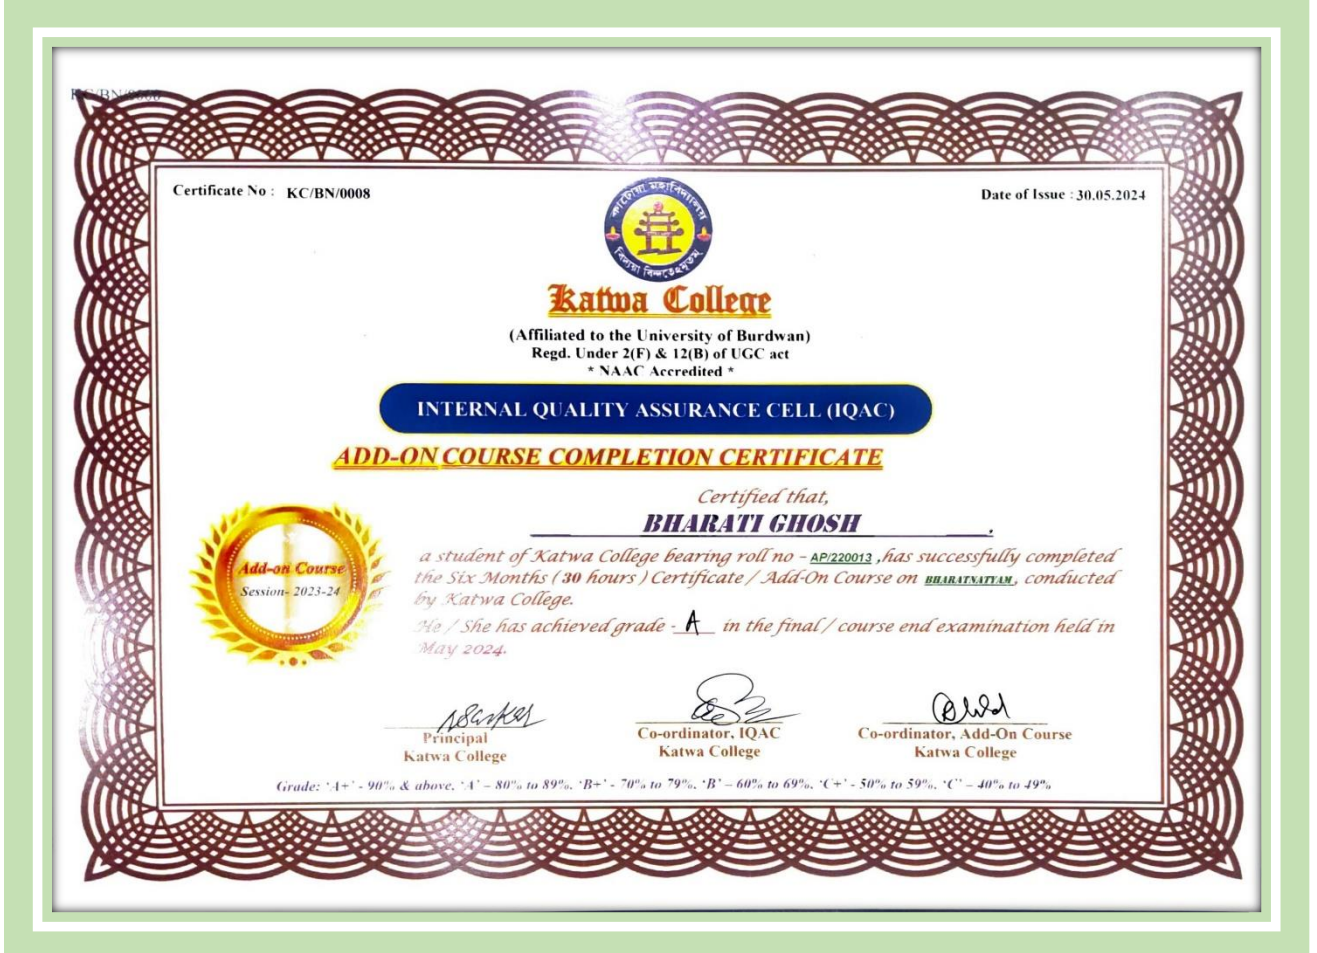 Certificate No : KC/BN/0008
Date of Issue : 30.05.2024
কাটোয়া মহাবিদ্যালয়
বিদ্যয়া বিন্দতেঽমৃতম্
Katwa College
(Affiliated to the University of Burdwan)
Regd. Under 2(F) & 12(B) of UGC act
* NAAC Accredited *
INTERNAL QUALITY ASSURANCE CELL (IQAC)
ADD-ON COURSE COMPLETION CERTIFICATE
Certified that,
BHARATI GHOSH .
Add-on Course
Session- 2023-24
a student of Katwa College bearing roll no - AP/220013 ,has successfully completed
the Six Months ( 30 hours ) Certificate / Add-On Course on BHARATNATYAM, conducted
by Katwa College.
He / She has achieved grade - A in the final / course end examination held in
May 2024.
Principal
Katwa College
Co-ordinator, IQAC
Katwa College
Co-ordinator, Add-On Course
Katwa College
Grade: 'A+' - 90% & above, 'A' – 80% to 89%, 'B+' - 70% to 79%, 'B' – 60% to 69%, 'C+' - 50% to 59%, 'C' – 40% to 49%